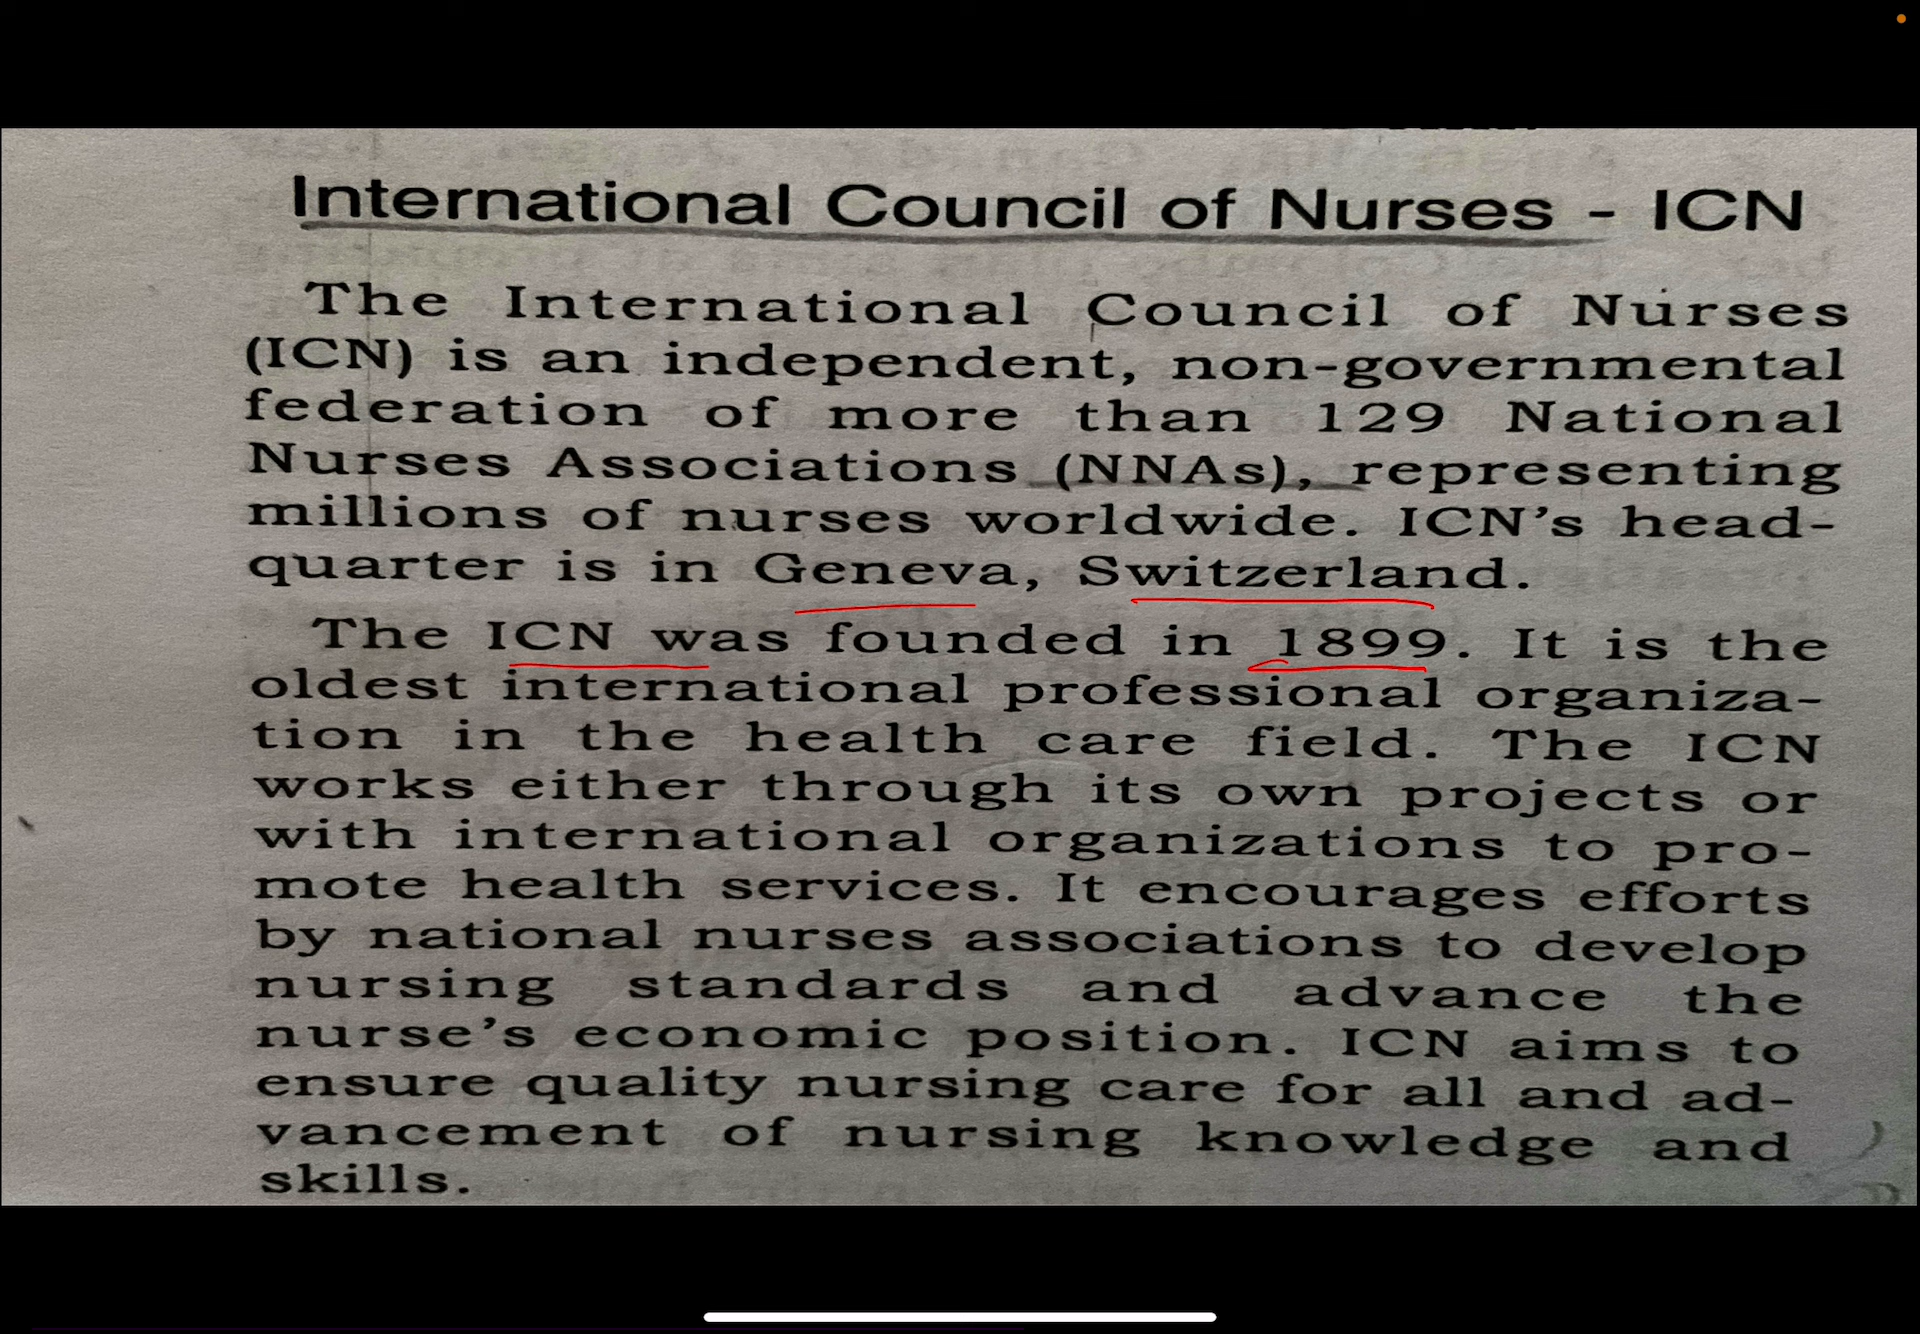 International Council of Nurses - ICN
The International Council of Nurses
(ICN) is an independent, non-governmental
federation of more than 129 National
Nurses Associations (NNAs), representing
millions of nurses worldwide. ICN's head-
quarter is in Geneva, Switzerland.
The ICN was founded in 1899. It is the
oldest international professional organiza-
tion in the health care field. The ICN
works either through its own projects or
with international organizations to pro-
mote health services. It encourages efforts
by national nurses associations to develop
nursing standards and advance the
nurse's economic position. ICN aims to
ensure quality nursing care for all and ad-
vancement of nursing knowledge and
skills.